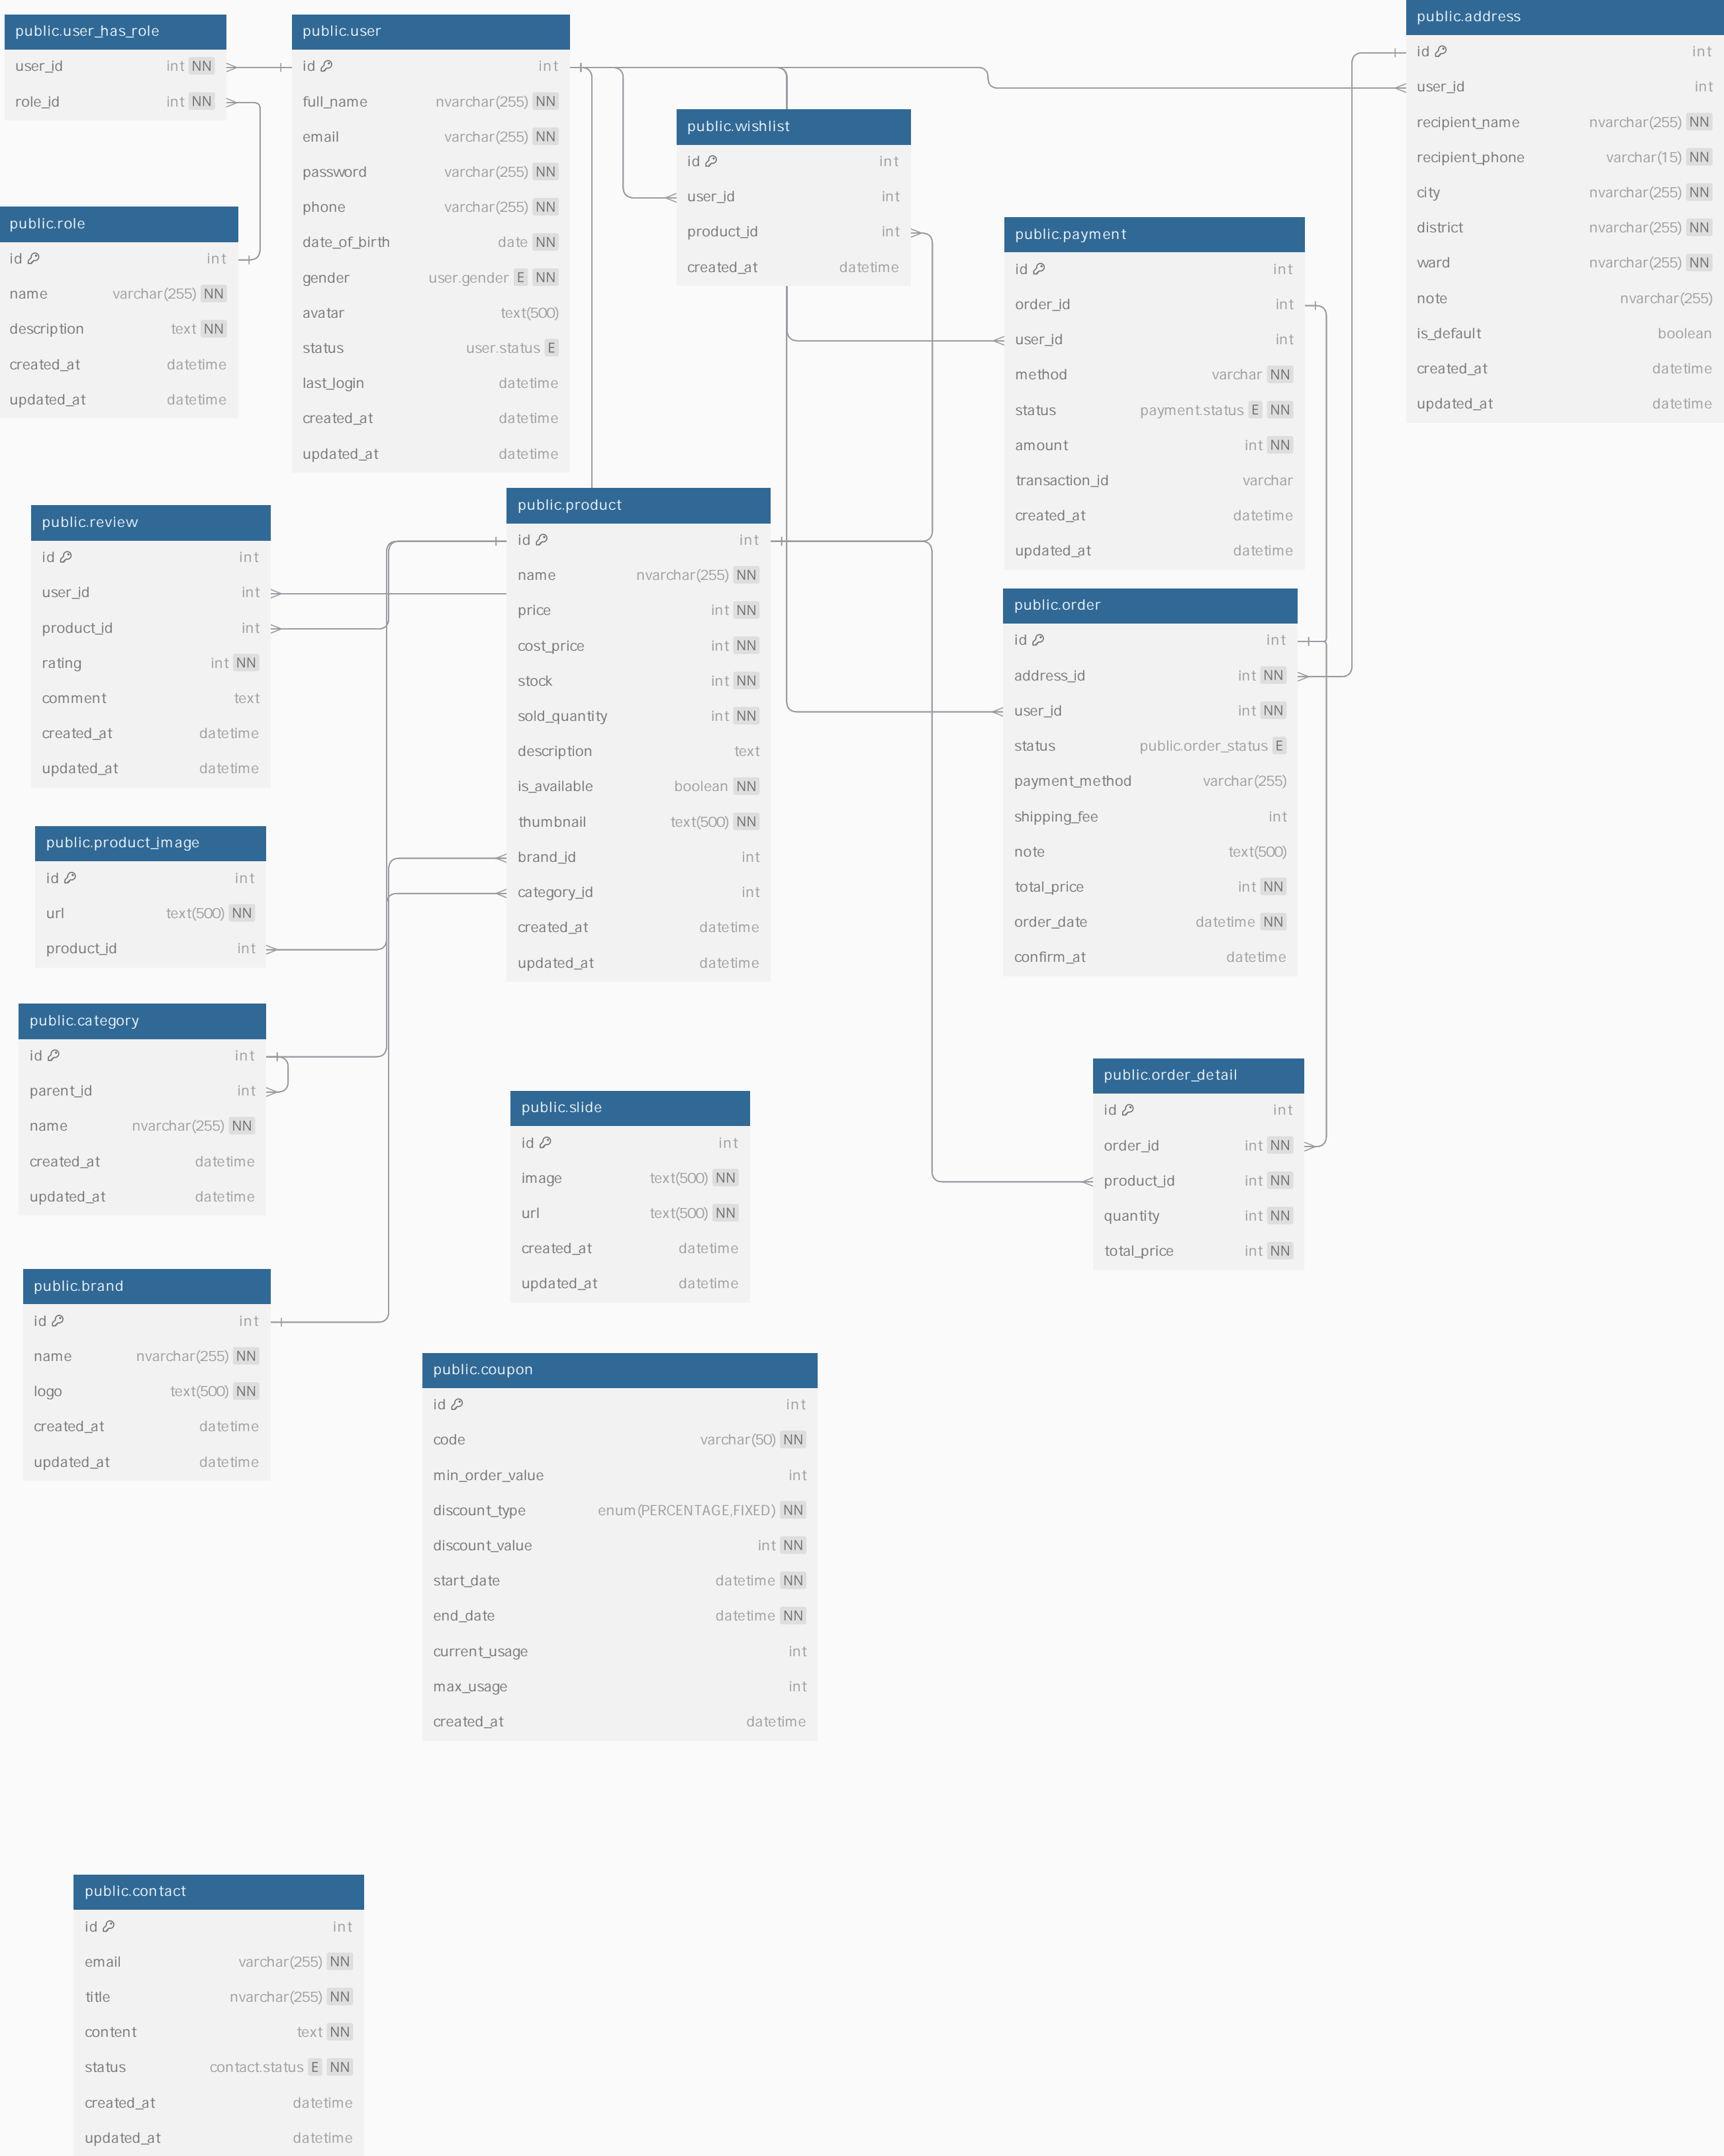 public.user_has_role
user_id int NN
role_id int NN
public.user
id int
full_name nvarchar(255) NN
email varchar(255) NN
password varchar(255) NN
phone varchar(255) NN
date_of_birth date NN
gender user.gender E NN
avatar text(500)
status user.status E
last_login datetime
created_at datetime
updated_at datetime
public.address
id int
user_id int
recipient_name nvarchar(255) NN
recipient_phone varchar(15) NN
city nvarchar(255) NN
district nvarchar(255) NN
ward nvarchar(255) NN
note nvarchar(255)
is_default boolean
created_at datetime
updated_at datetime
public.wishlist
id int
user_id int
product_id int
created_at datetime
public.role
id int
name varchar(255) NN
description text NN
created_at datetime
updated_at datetime
public.payment
id int
order_id int
user_id int
method varchar NN
status payment.status E NN
amount int NN
transaction_id varchar
created_at datetime
updated_at datetime
public.review
id int
user_id int
product_id int
rating int NN
comment text
created_at datetime
updated_at datetime
public.product
id int
name nvarchar(255) NN
price int NN
cost_price int NN
stock int NN
sold_quantity int NN
description text
is_available boolean NN
thumbnail text(500) NN
brand_id int
category_id int
created_at datetime
updated_at datetime
public.order
id int
address_id int NN
user_id int NN
status public.order_status E
payment_method varchar(255)
shipping_fee int
note text(500)
total_price int NN
order_date datetime NN
confirm_at datetime
public.product_image
id int
url text(500) NN
product_id int
public.category
id int
parent_id int
name nvarchar(255) NN
created_at datetime
updated_at datetime
public.slide
id int
image text(500) NN
url text(500) NN
created_at datetime
updated_at datetime
public.order_detail
id int
order_id int NN
product_id int NN
quantity int NN
total_price int NN
public.brand
id int
name nvarchar(255) NN
logo text(500) NN
created_at datetime
updated_at datetime
public.coupon
id int
code varchar(50) NN
min_order_value int
discount_type enum(PERCENTAGE,FIXED) NN
discount_value int NN
start_date datetime NN
end_date datetime NN
current_usage int
max_usage int
created_at datetime
public.contact
id int
email varchar(255) NN
title nvarchar(255) NN
content text NN
status contact.status E NN
created_at datetime
updated_at datetime